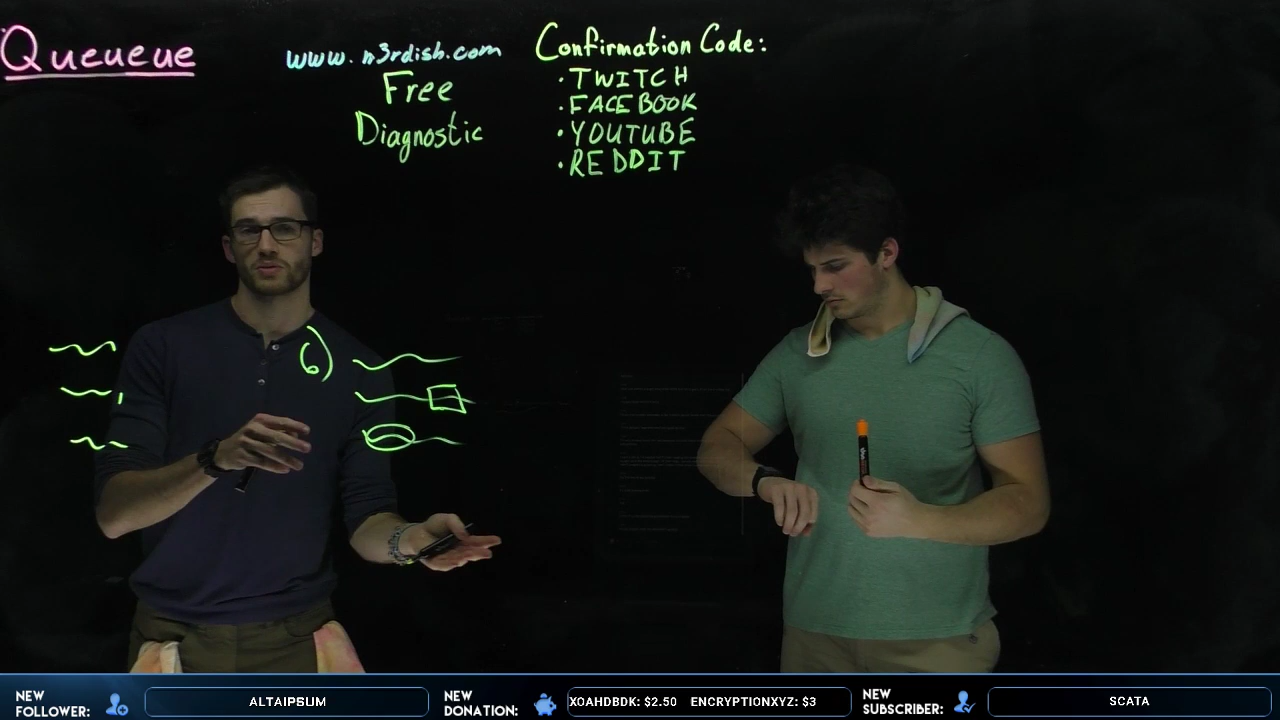 Queueue
www.n3rdish.com
Free
Diagnostic
Confirmation Code:
• TWITCH
• FACEBOOK
• YOUTUBE
• REDDIT
6)
NEW FOLLOWER:
ALTAIPSUM
NEW DONATION:
XOAHDBDK: $2.50 ENCRYPTIONXYZ: $3
NEW SUBSCRIBER:
SCATA